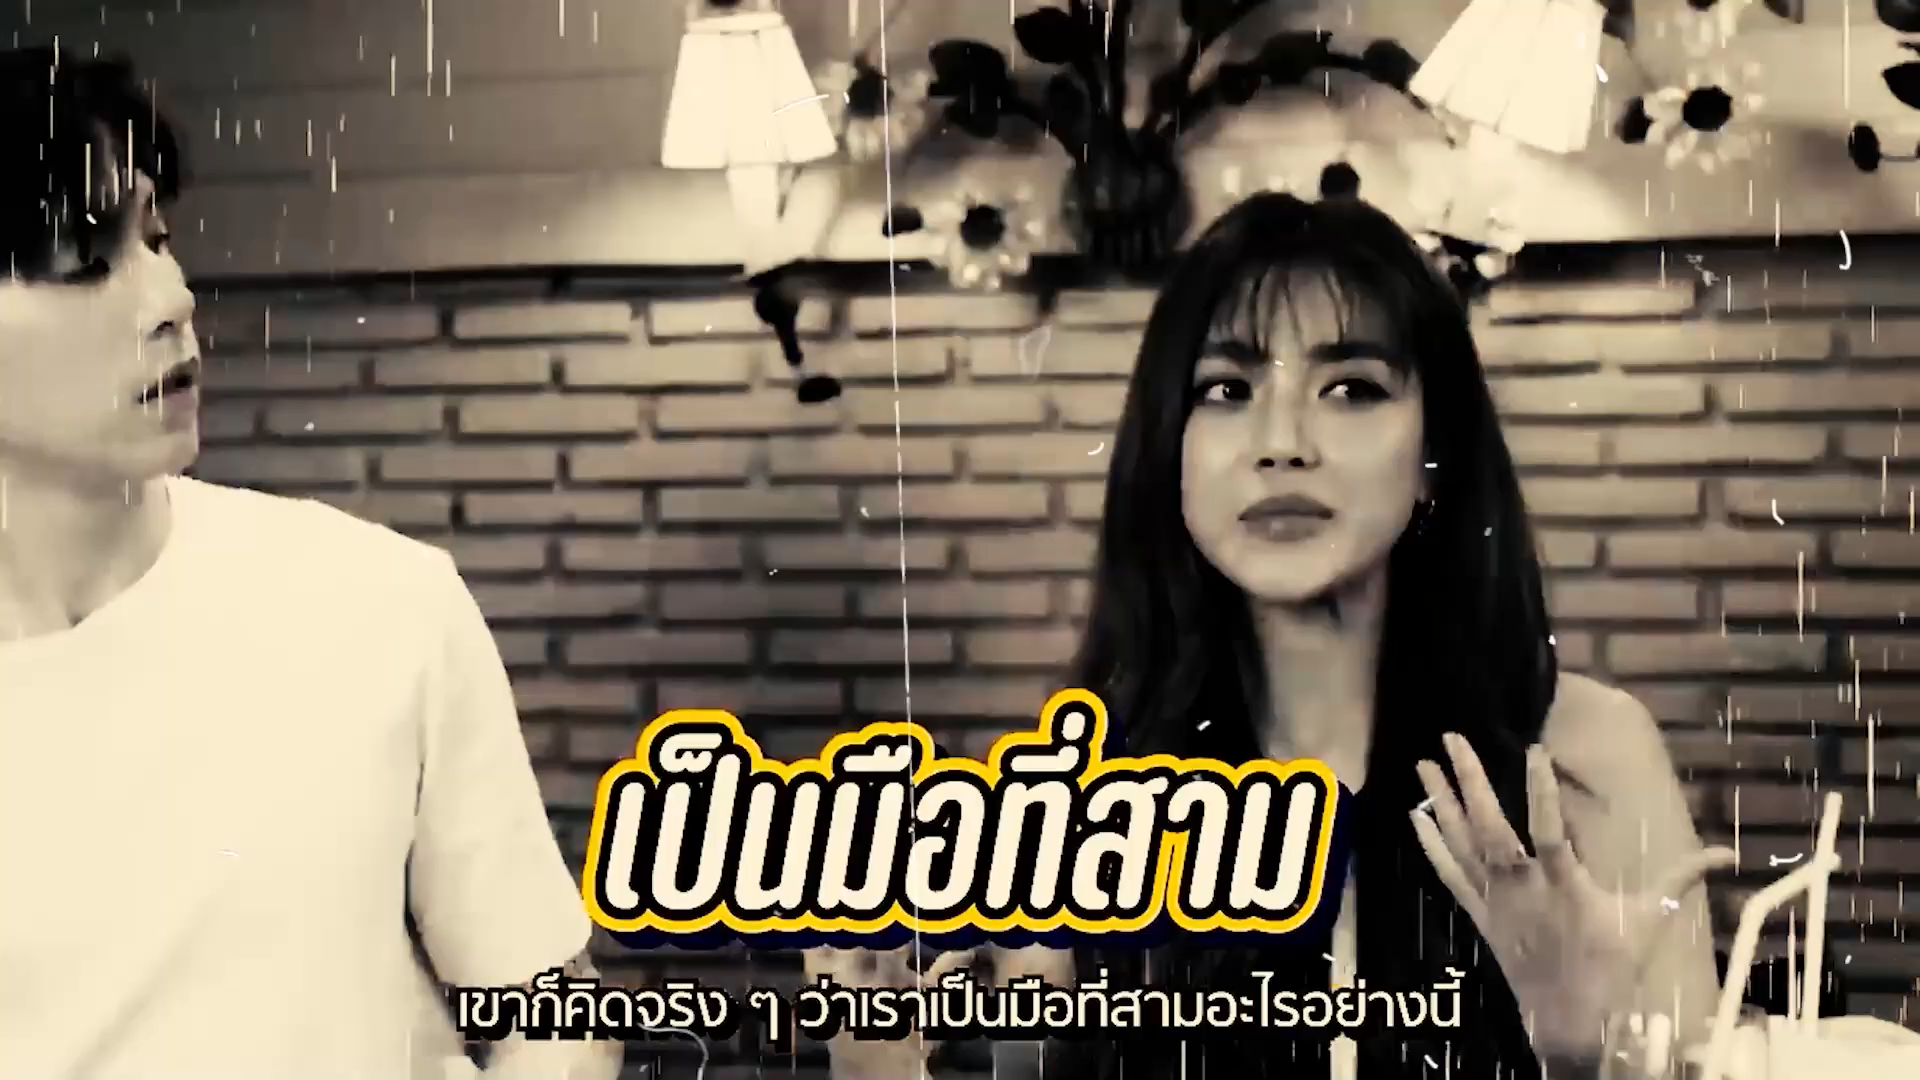 เป็นมือที่สาม
เขาก็คิดจริง ๆ ว่าเราเป็นมือที่สามอะไรอย่างนี้